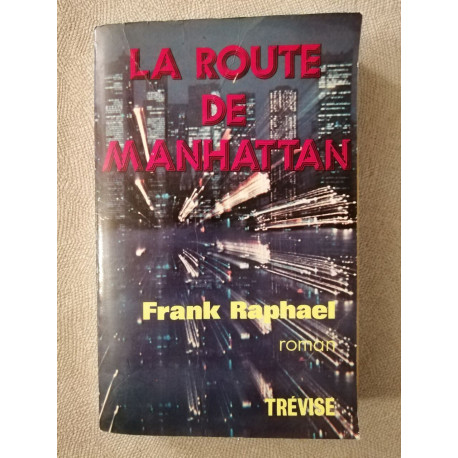 LA ROUTE
DE
MANHATTAN
Frank Raphael
roman
TRÉVISE